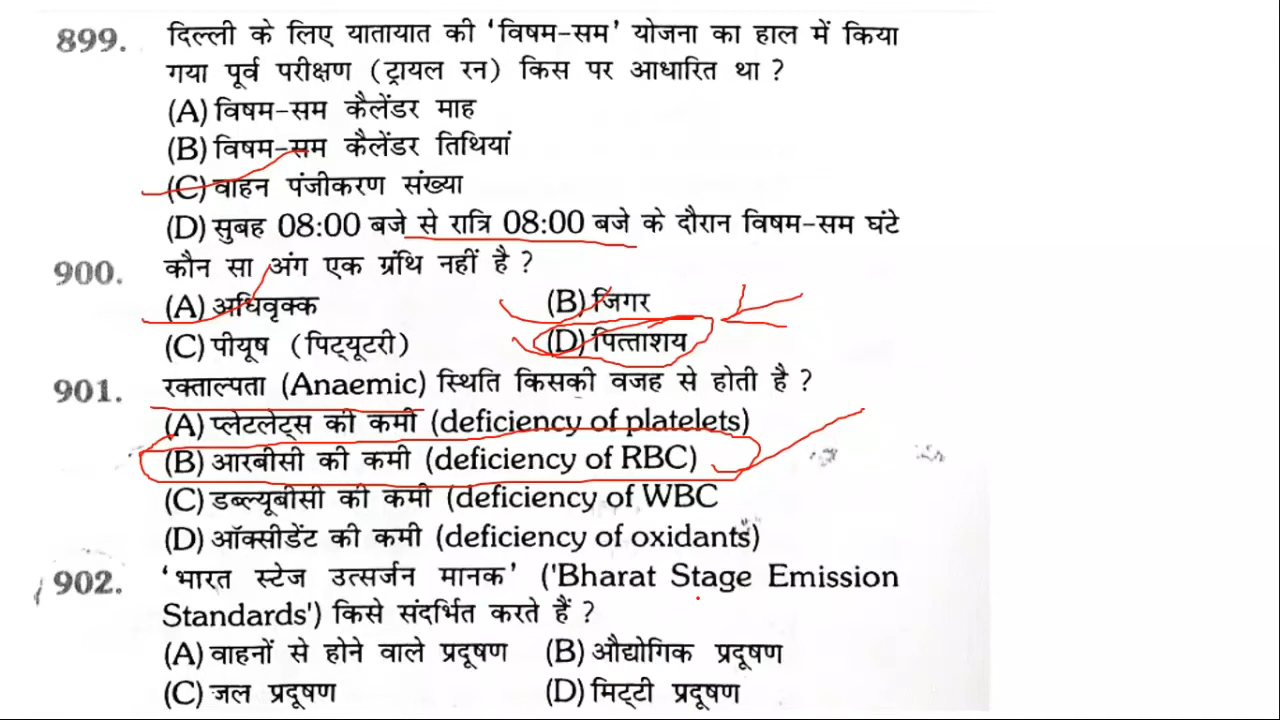 899. दिल्ली के लिए यातायात की 'विषम-सम' योजना का हाल में किया
गया पूर्व परीक्षण (ट्रायल रन) किस पर आधारित था ?
(A) विषम-सम कैलेंडर माह
(B) विषम-सम कैलेंडर तिथियां
(C) वाहन पंजीकरण संख्या
(D) सुबह 08:00 बजे से रात्रि 08:00 बजे के दौरान विषम-सम घंटे
900. कौन सा अंग एक ग्रंथि नहीं है ?
(A) अधिवृक्क (B) जिगर
(C) पीयूष (पिट्यूटरी) (D) पित्ताशय
901. रक्ताल्पता (Anaemic) स्थिति किसकी वजह से होती है ?
(A) प्लेटलेट्स की कमी (deficiency of platelets)
(B) आरबीसी की कमी (deficiency of RBC)
(C) डब्ल्यूबीसी की कमी (deficiency of WBC
(D) ऑक्सीडेंट की कमी (deficiency of oxidants)
902. 'भारत स्टेज उत्सर्जन मानक' ('Bharat Stage Emission
Standards') किसे संदर्भित करते हैं ?
(A) वाहनों से होने वाले प्रदूषण (B) औद्योगिक प्रदूषण
(C) जल प्रदूषण (D) मिट्टी प्रदूषण